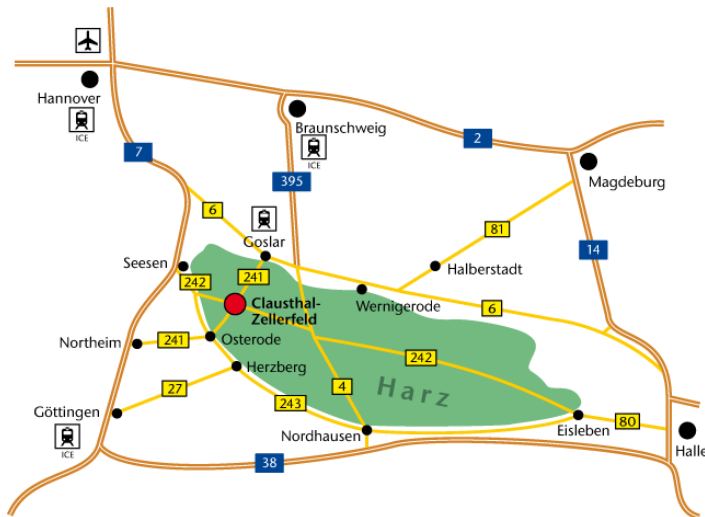 Hannover
ICE
Braunschweig
ICE
2
7
Magdeburg
395
6
81
Goslar
14
Seesen
241
Halberstadt
242
Clausthal-
Zellerfeld
Wernigerode
6
Northeim
241
Osterode
242
Herzberg
27
4
Harz
243
Göttingen
ICE
Nordhausen
Eisleben
80
Halle
38